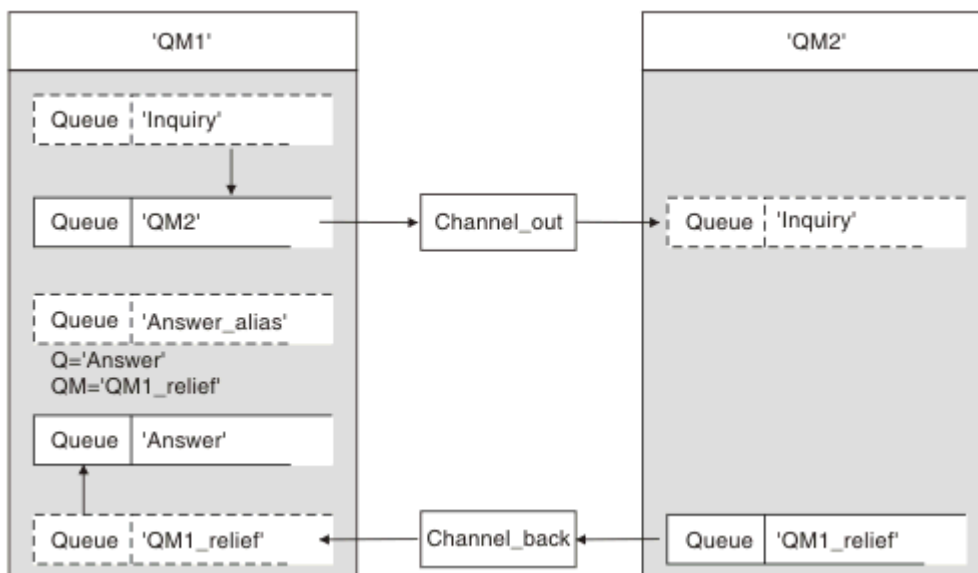 'QM1'
'QM2'
Queue 'Inquiry'
Queue 'QM2'
Channel_out
Queue 'Inquiry'
Queue 'Answer_alias'
Q='Answer'
QM='QM1_relief'
Queue 'Answer'
Queue 'QM1_relief'
Channel_back
Queue 'QM1_relief'